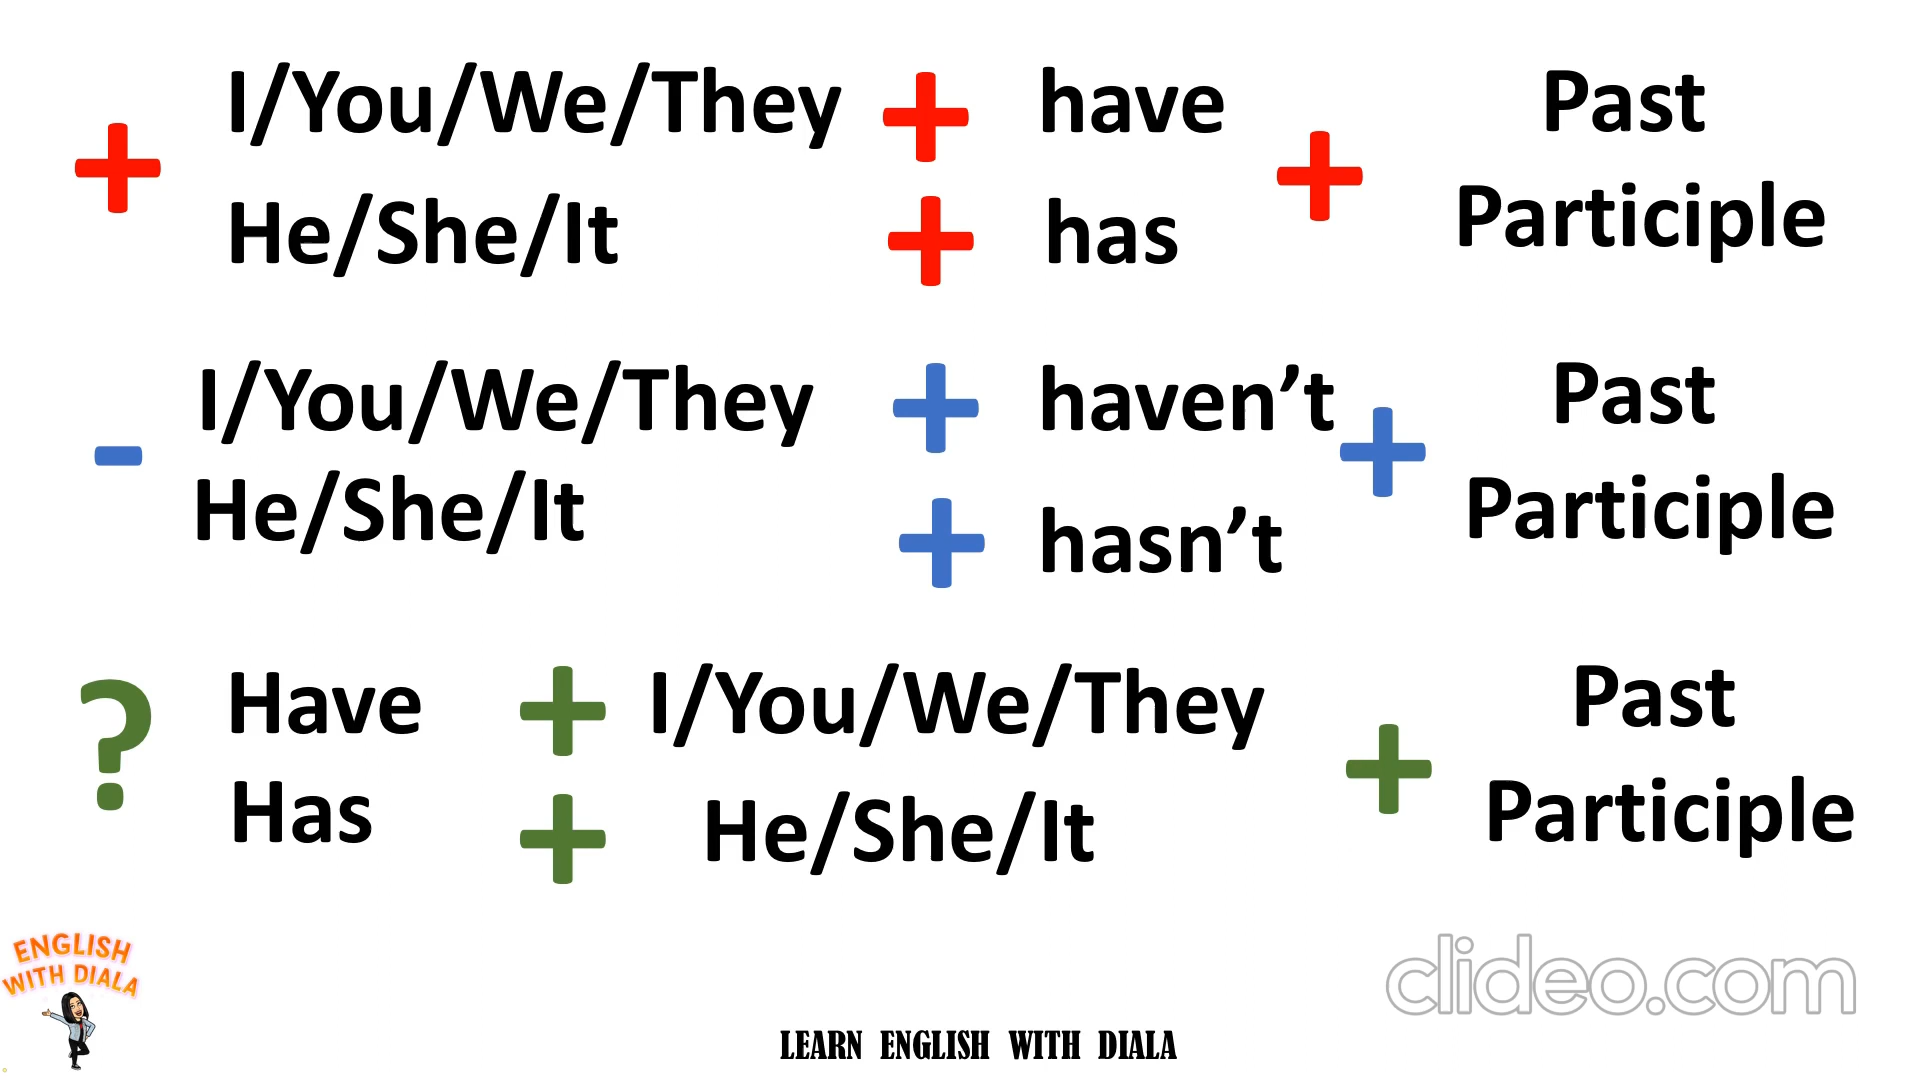 + I/You/We/They + have + Past
He/She/It + has Participle
- I/You/We/They + haven’t + Past
He/She/It + hasn’t Participle
? Have + I/You/We/They + Past
Has + He/She/It Participle
ENGLISH
WITH DIALA
clideo.com
LEARN ENGLISH WITH DIALA